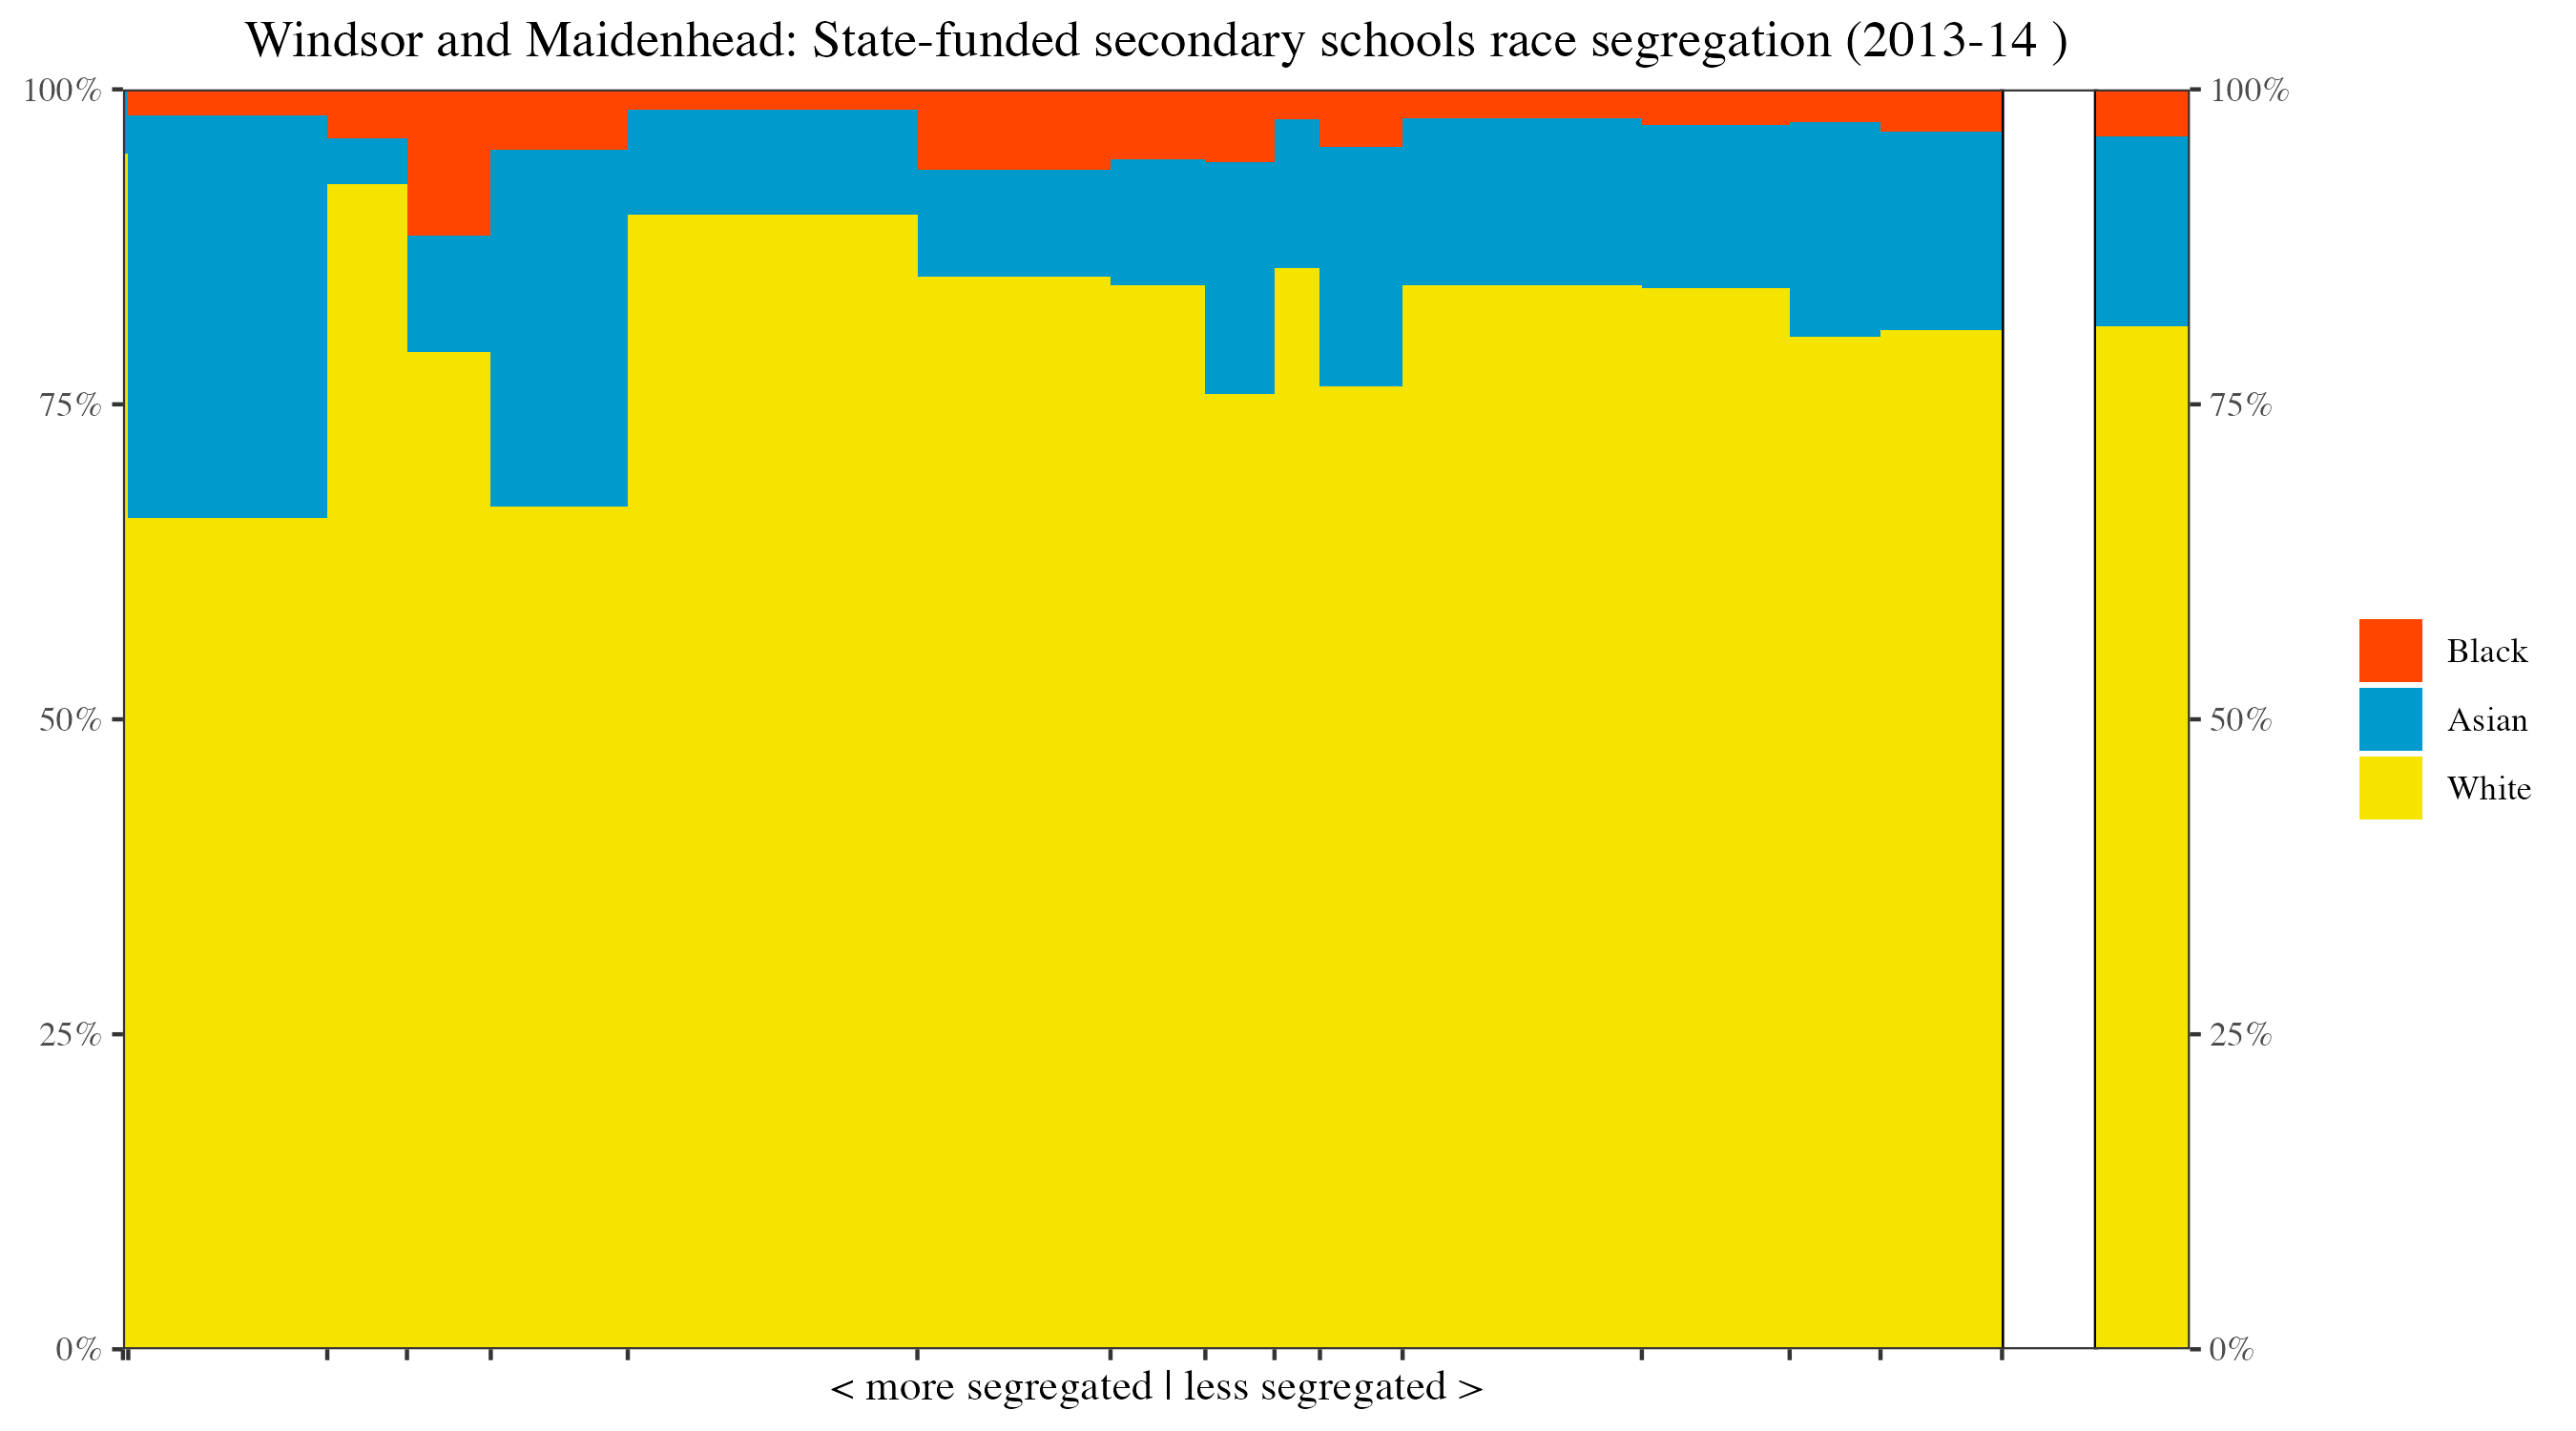 Windsor and Maidenhead: State-funded secondary schools race segregation (2013-14 )
100%
75%
50%
25%
0%
100%
75%
50%
25%
0%
Black
Asian
White
< more segregated | less segregated >